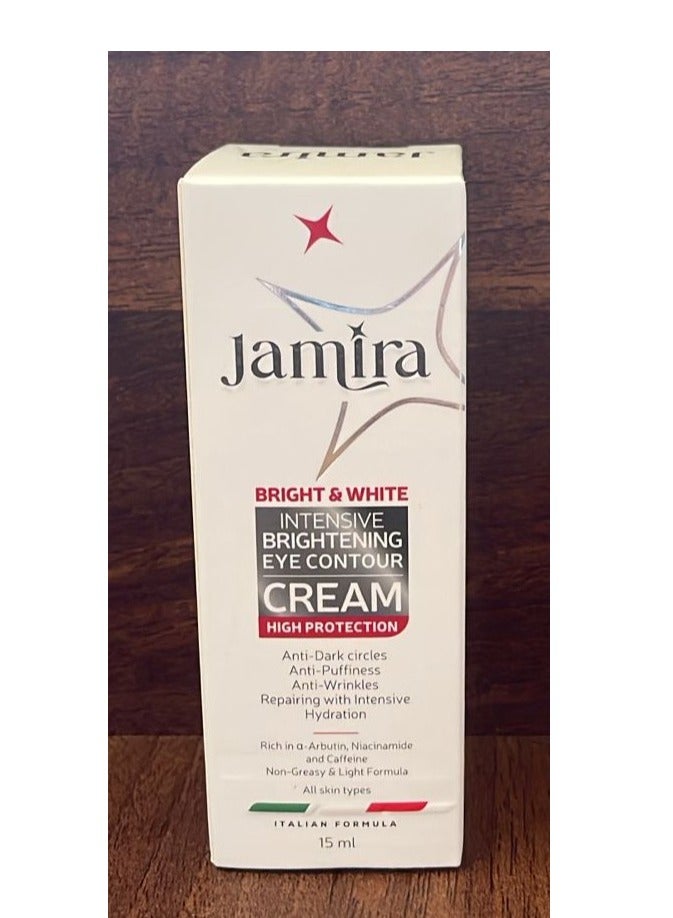 Jamira
Jamira
BRIGHT & WHITE
INTENSIVE
BRIGHTENING
EYE CONTOUR
CREAM
HIGH PROTECTION
Anti-Dark circles
Anti-Puffiness
Anti-Wrinkles
Repairing with Intensive
Hydration
Rich in α-Arbutin, Niacinamide
and Caffeine
Non-Greasy & Light Formula
All skin types
ITALIAN FORMULA
15 ml